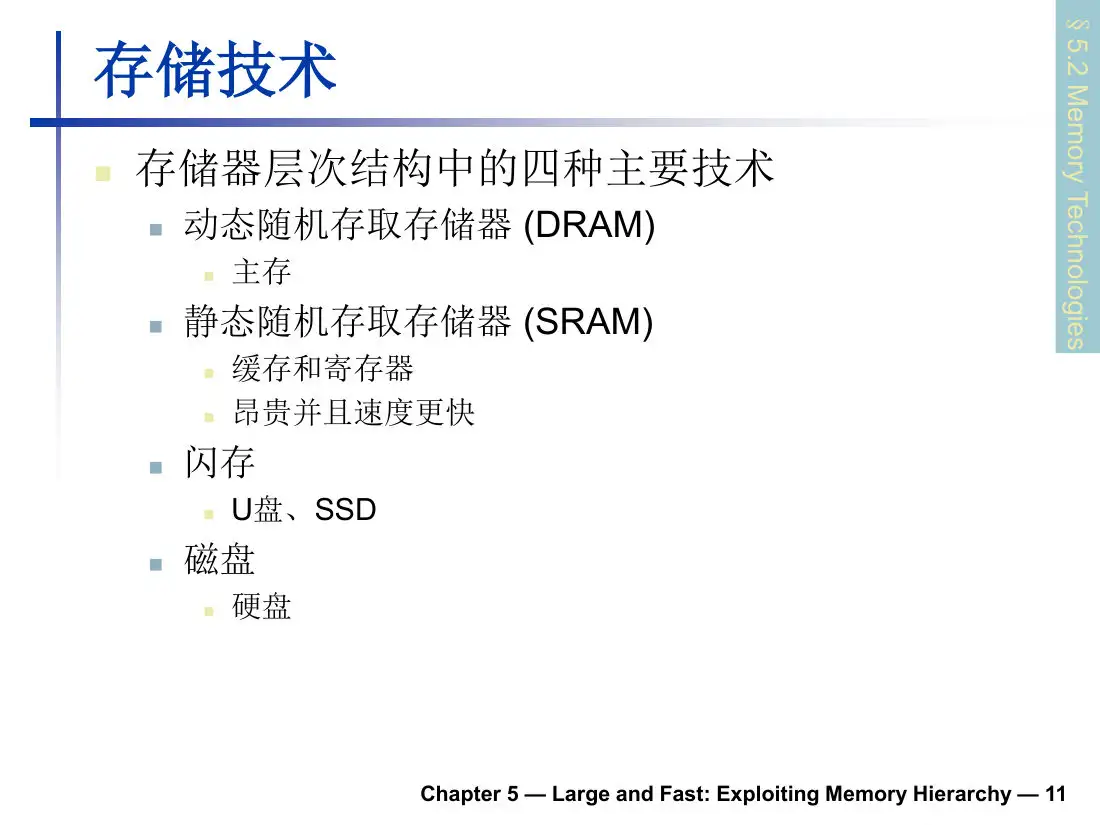 存储技术
§5.2 Memory Technologies
存储器层次结构中的四种主要技术
动态随机存取存储器 (DRAM)
主存
静态随机存取存储器 (SRAM)
缓存和寄存器
昂贵并且速度更快
闪存
U盘、SSD
磁盘
硬盘
Chapter 5 — Large and Fast: Exploiting Memory Hierarchy — 11